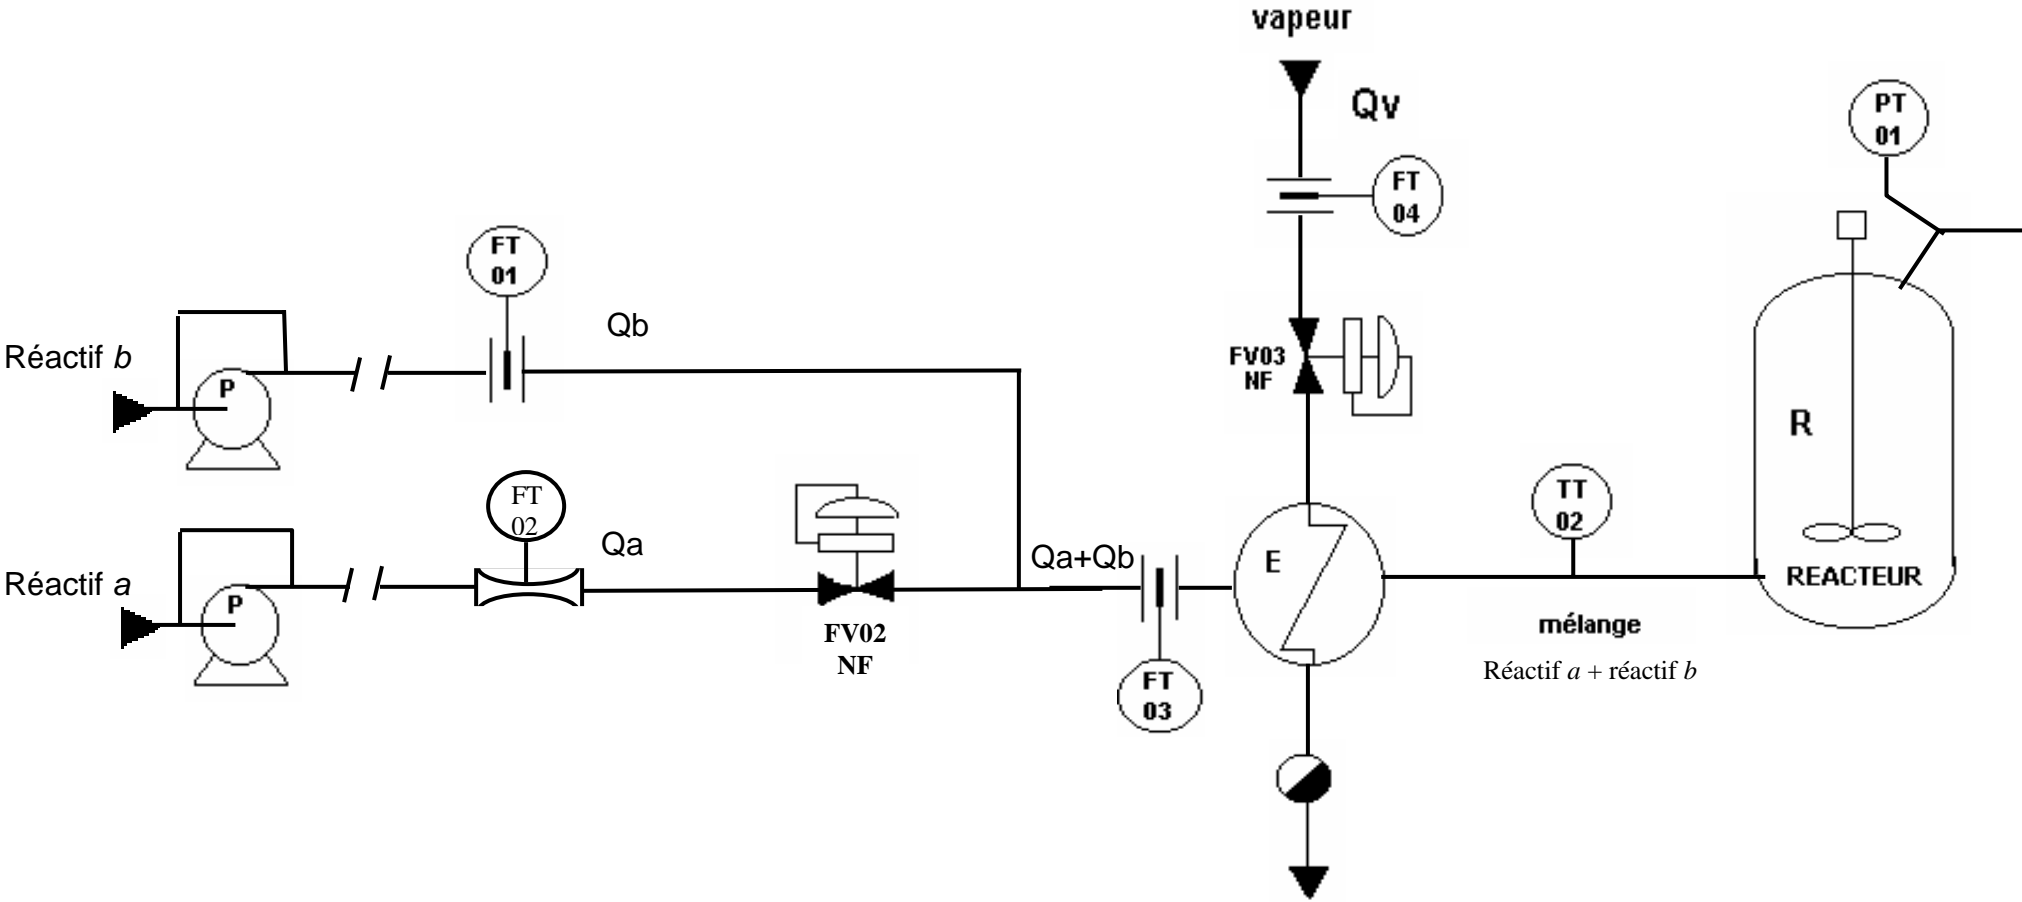 vapeur
Qv
PT
01
FT
04
FT
01
Qb
Réactif b
P
FV03
NF
R
FT
02
Qa
Qa+Qb
E
TT
02
Réactif a
P
REACTEUR
FV02
NF
mélange
Réactif a + réactif b
FT
03